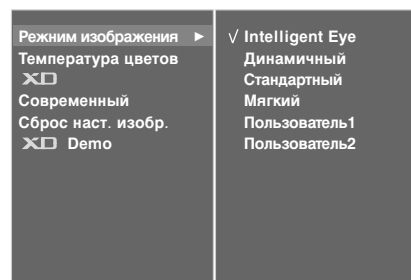 Режим изображения ►
Температура цветов
XD
Современный
Сброс наст. изобр.
XD Demo
√ Intelligent Eye
Динамичный
Стандартный
Мягкий
Пользователь1
Пользователь2